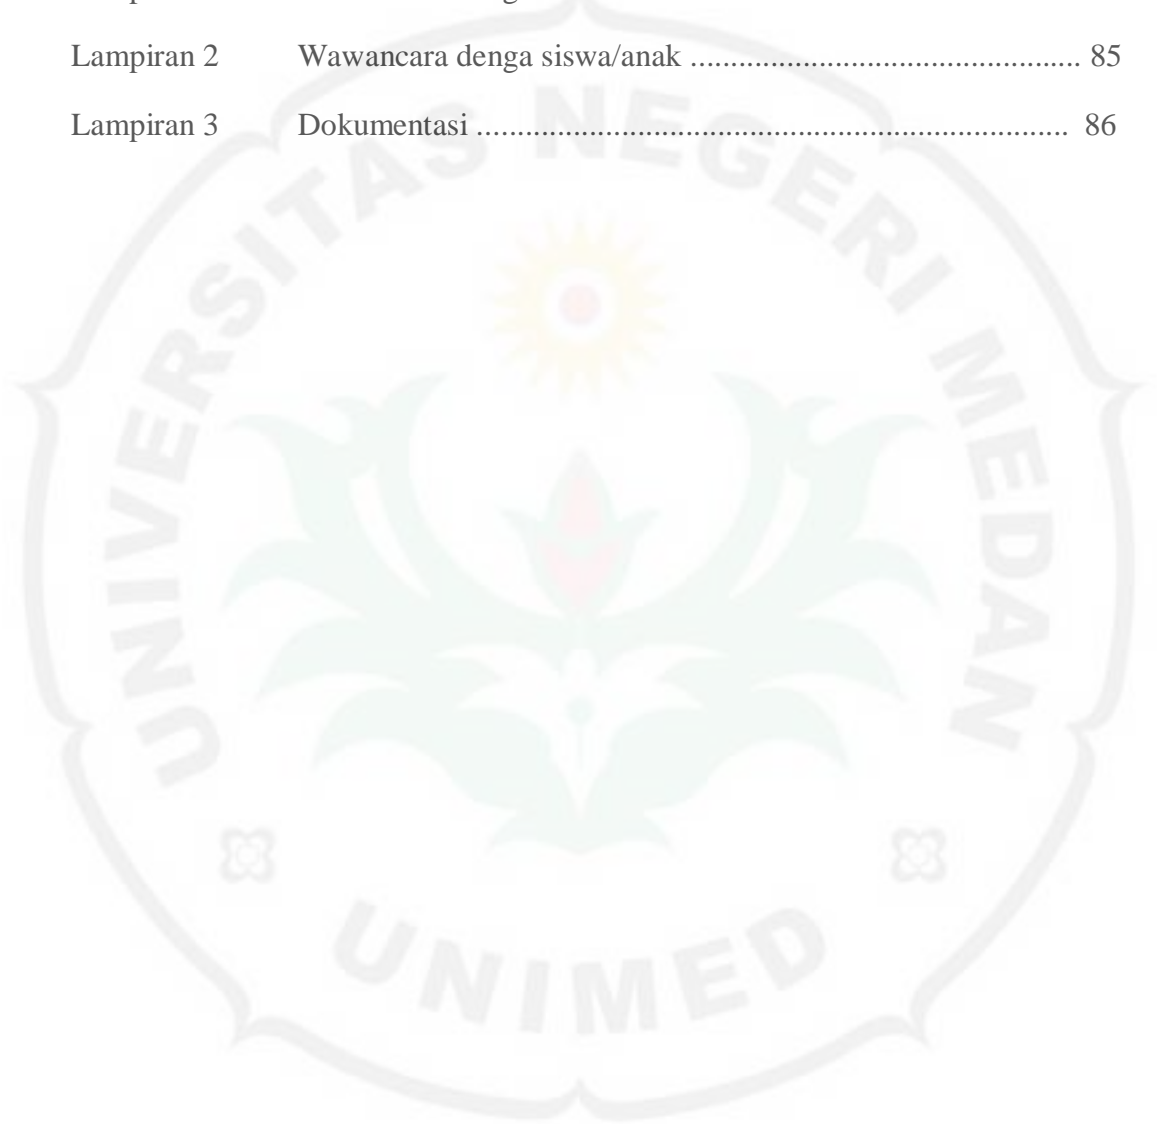 Lampiran 2 Wawancara denga siswa/anak ................................................ 85
Lampiran 3 Dokumentasi ......................................................................... 86
UNIVERSITAS NEGERI MEDAN
UNIMED